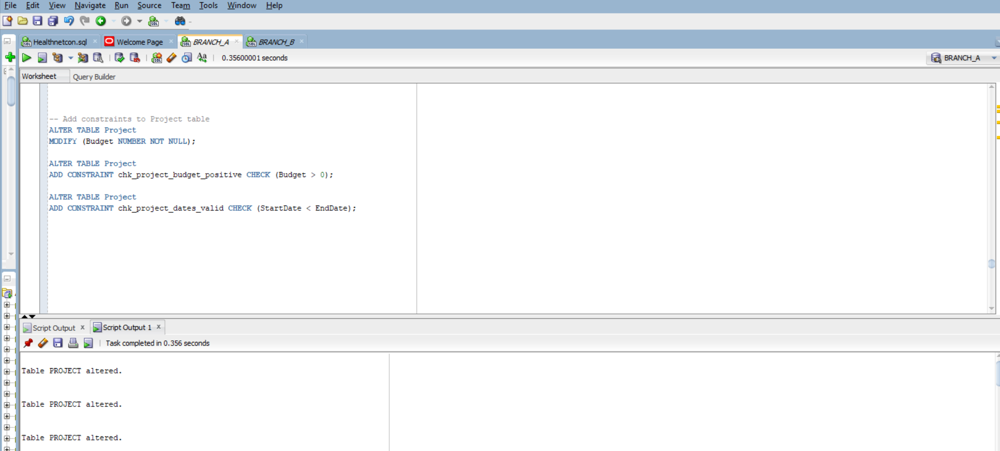 File Edit View Navigate Run Source Team Tools Window Help
Healthnetcon.sql Welcome Page BRANCH_A BRANCH_B
0.35600001 seconds
BRANCH_A
Worksheet Query Builder
-- Add constraints to Project table
ALTER TABLE Project
MODIFY (Budget NUMBER NOT NULL);
ALTER TABLE Project
ADD CONSTRAINT chk_project_budget_positive CHECK (Budget > 0);
ALTER TABLE Project
ADD CONSTRAINT chk_project_dates_valid CHECK (StartDate < EndDate);
Script Output x Script Output 1 x
Task completed in 0.356 seconds
Table PROJECT altered.
Table PROJECT altered.
Table PROJECT altered.